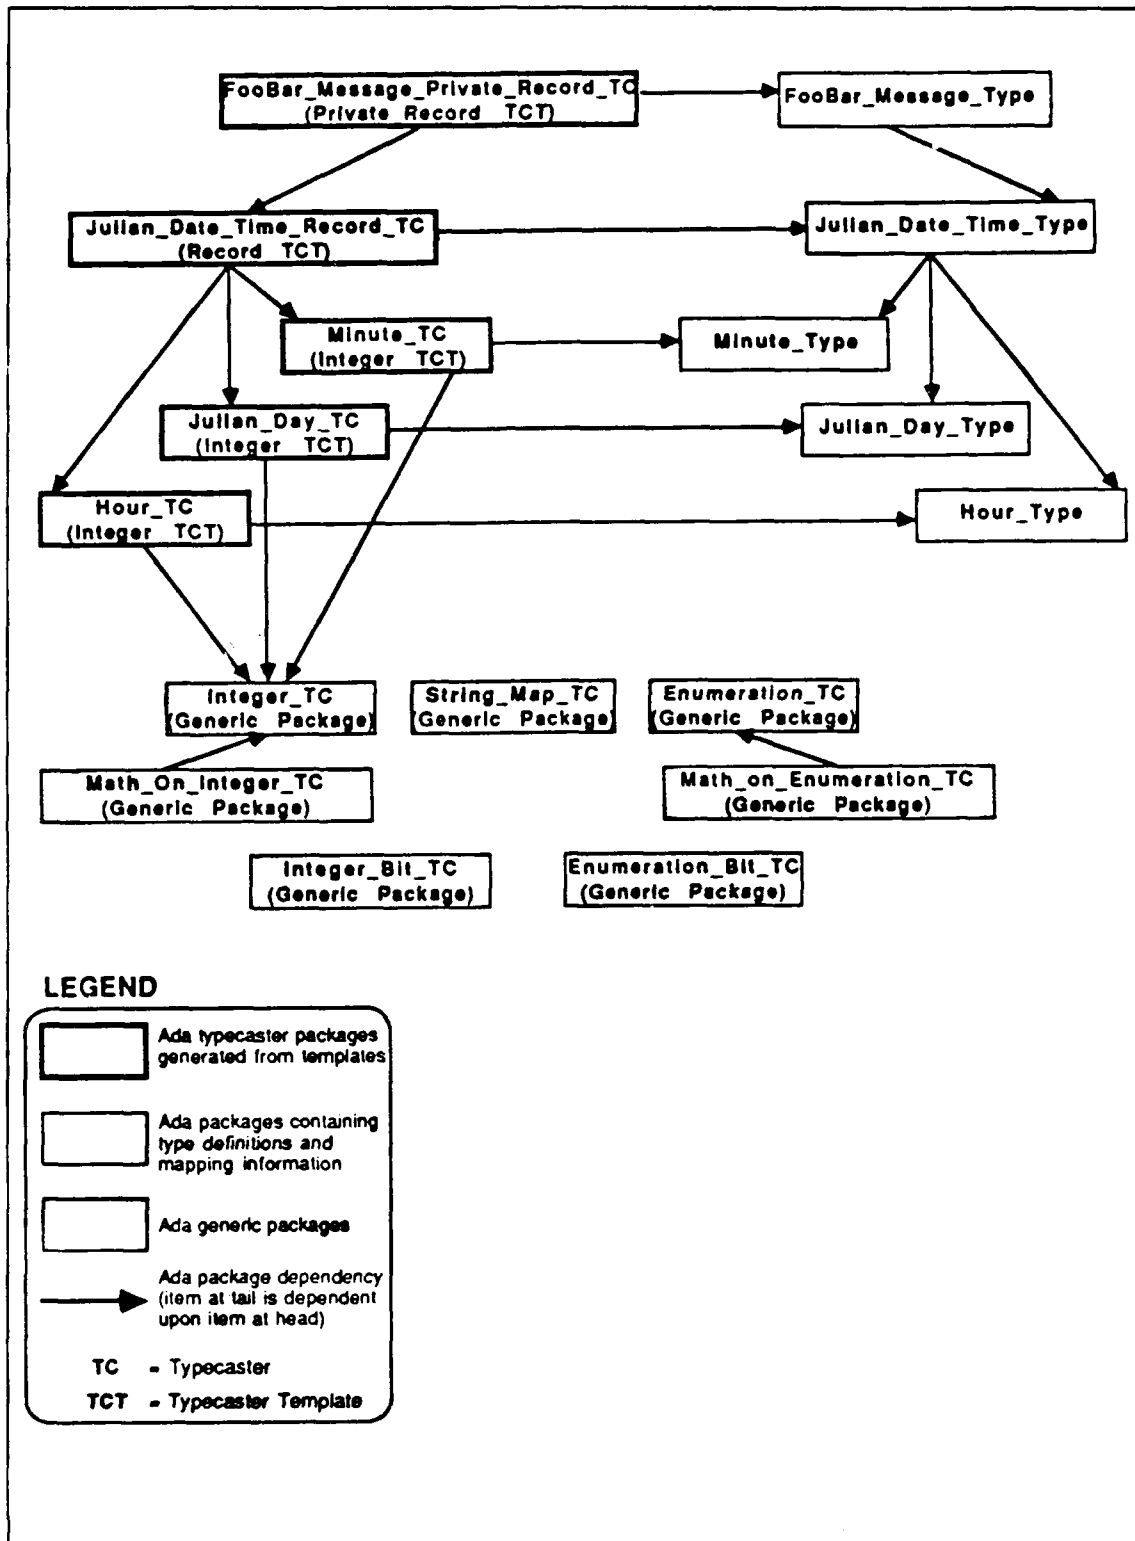 FooBar_Message_Private_Record_TC
(Private Record TCT)
FooBar_Message_Type
Julian_Date_Time_Record_TC
(Record TCT)
Julian_Date_Time_Type
Minute_TC
(Integer TCT)
Minute_Type
Julian_Day_TC
(Integer TCT)
Julian_Day_Type
Hour_TC
(Integer TCT)
Hour_Type
Integer_TC
(Generic Package)
String_Map_TC
(Generic Package)
Enumeration_TC
(Generic Package)
Math_On_Integer_TC
(Generic Package)
Math_on_Enumeration_TC
(Generic Package)
Integer_Bit_TC
(Generic Package)
Enumeration_Bit_TC
(Generic Package)
LEGEND
Ada typecaster packages
generated from templates
Ada packages containing
type definitions and
mapping information
Ada generic packages
Ada package dependency
(item at tail is dependent
upon item at head)
TC - Typecaster
TCT - Typecaster Template